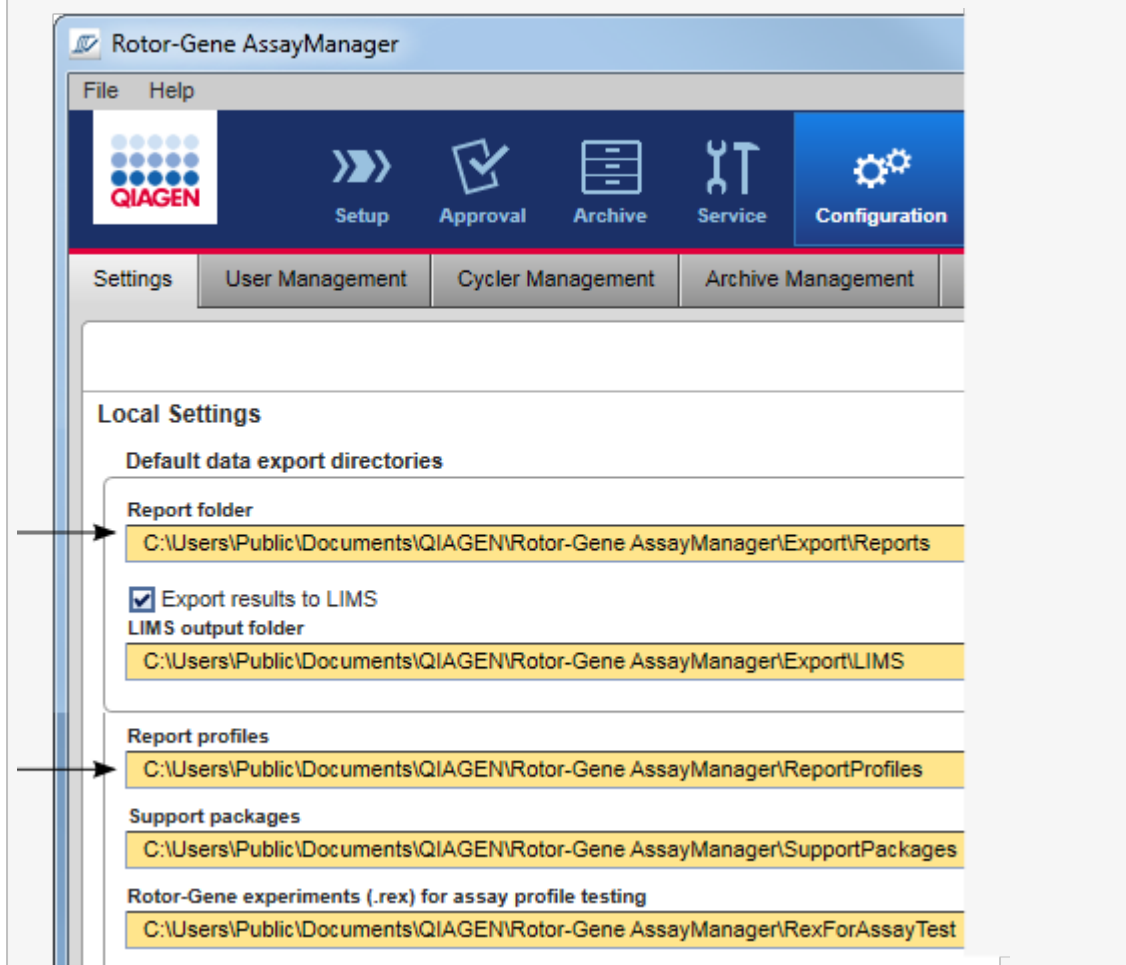 Rotor-Gene AssayManager
File Help
QIAGEN
Setup Approval Archive Service Configuration
Settings User Management Cycler Management Archive Management
Local Settings
Default data export directories
Report folder
C:\Users\Public\Documents\QIAGEN\Rotor-Gene AssayManager\Export\Reports
Export results to LIMS
LIMS output folder
C:\Users\Public\Documents\QIAGEN\Rotor-Gene AssayManager\Export\LIMS
Report profiles
C:\Users\Public\Documents\QIAGEN\Rotor-Gene AssayManager\ReportProfiles
Support packages
C:\Users\Public\Documents\QIAGEN\Rotor-Gene AssayManager\SupportPackages
Rotor-Gene experiments (.rex) for assay profile testing
C:\Users\Public\Documents\QIAGEN\Rotor-Gene AssayManager\RexForAssayTest